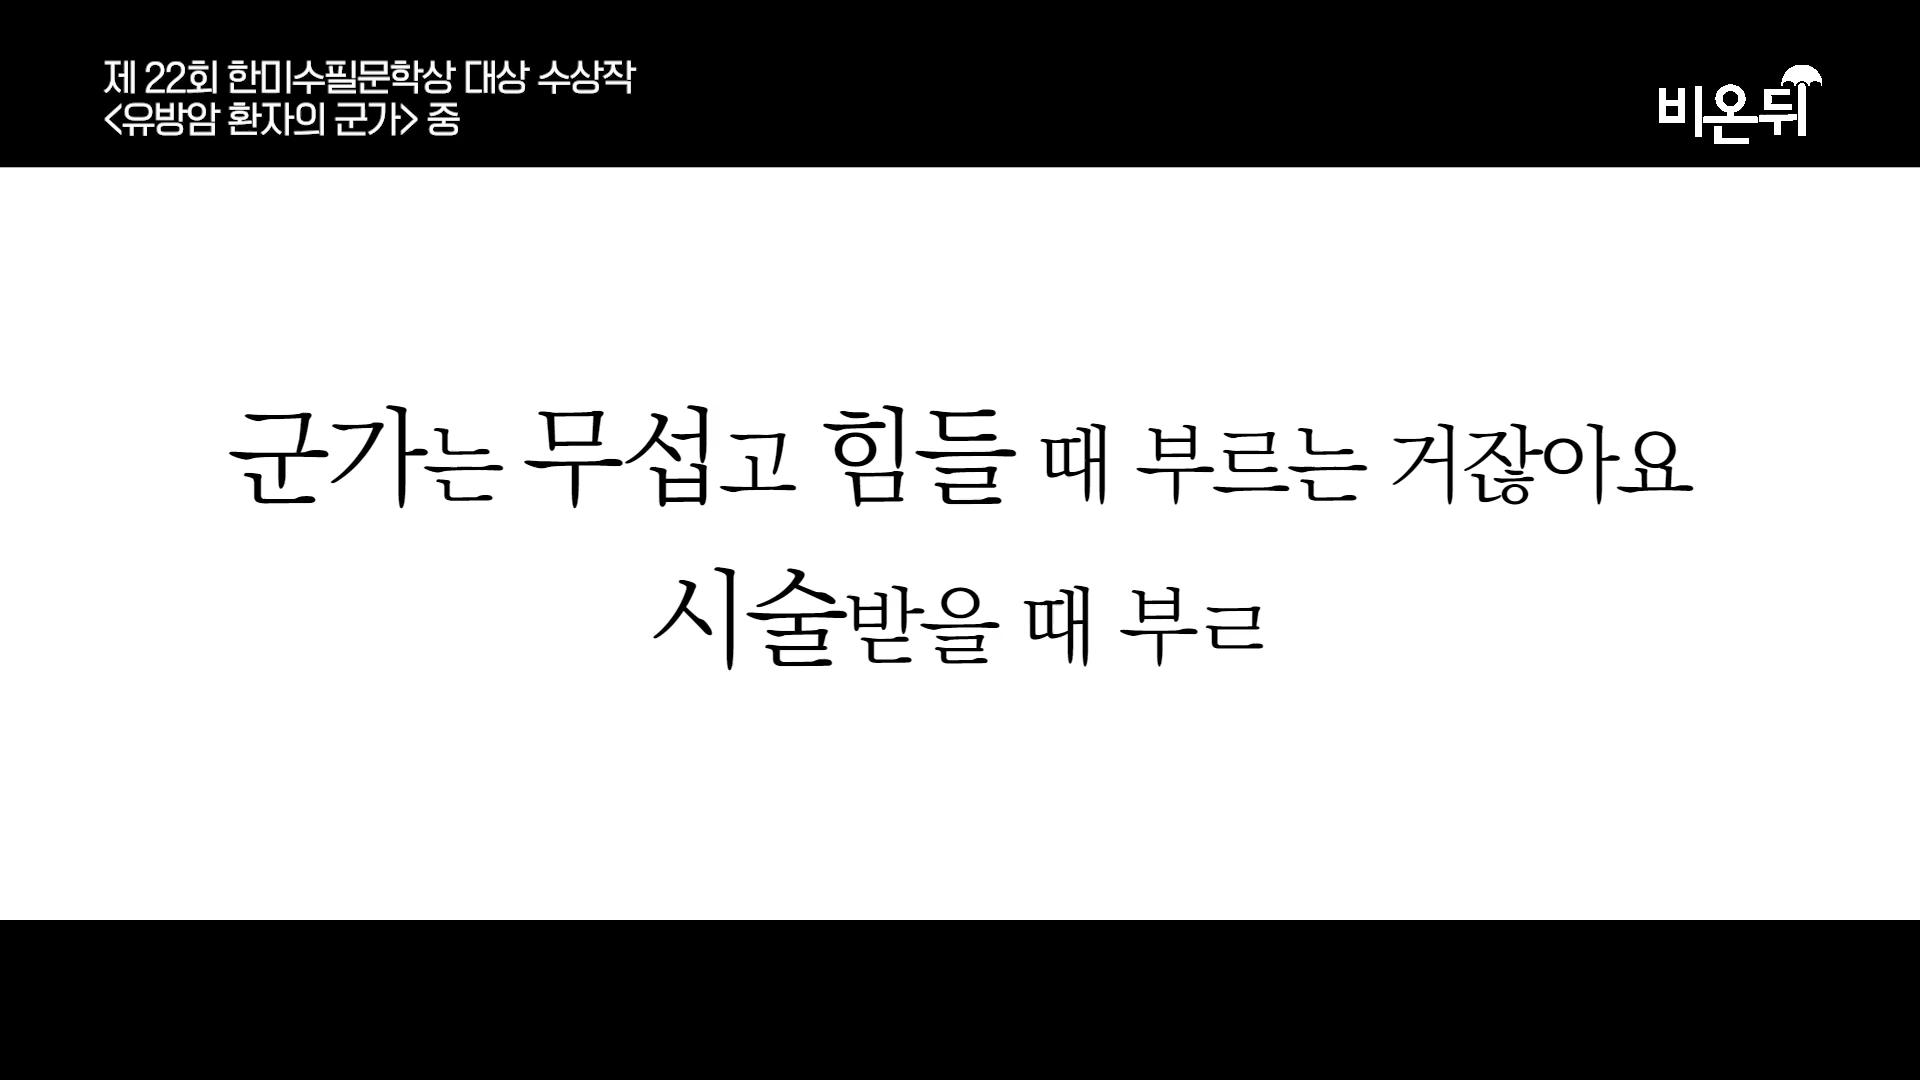 제 22회 한미수필문학상 대상 수상작
<유방암 환자의 군가> 중
비온뒤
군가는 무섭고 힘들 때 부르는 거잖아요
시술받을 때 부ㄹ